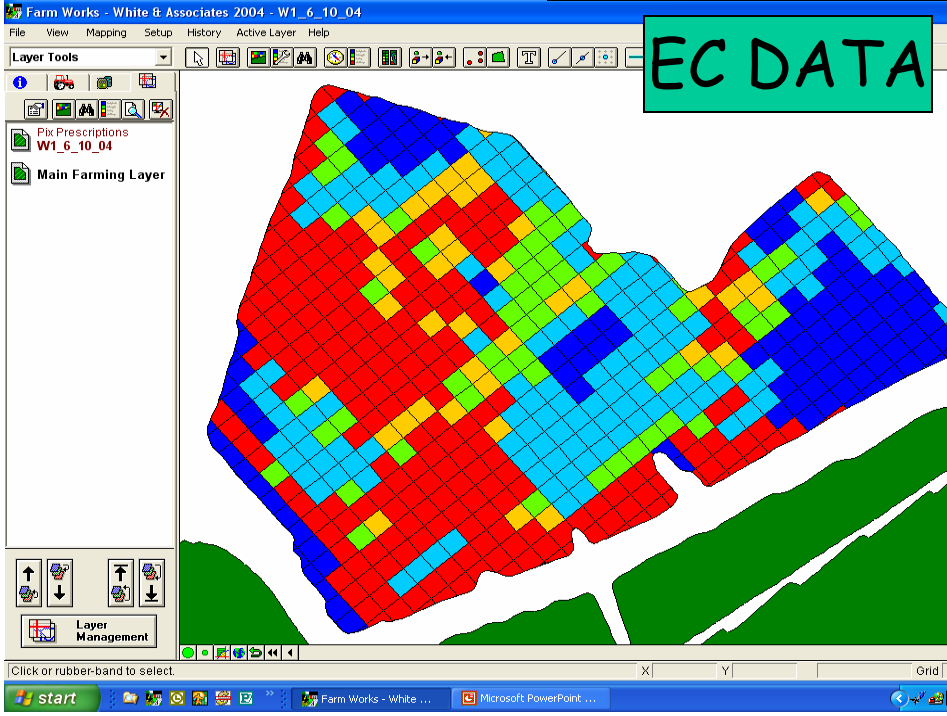 Farm Works - White & Associates 2004 - W1_6_10_04
File View Mapping Setup History Active Layer Help
Layer Tools
EC DATA
Pix Prescriptions
W1_6_10_04
Main Farming Layer
Layer
Management
Click or rubber-band to select.
X
Y
Grid
start
Farm Works - White ...
Microsoft PowerPoint ...